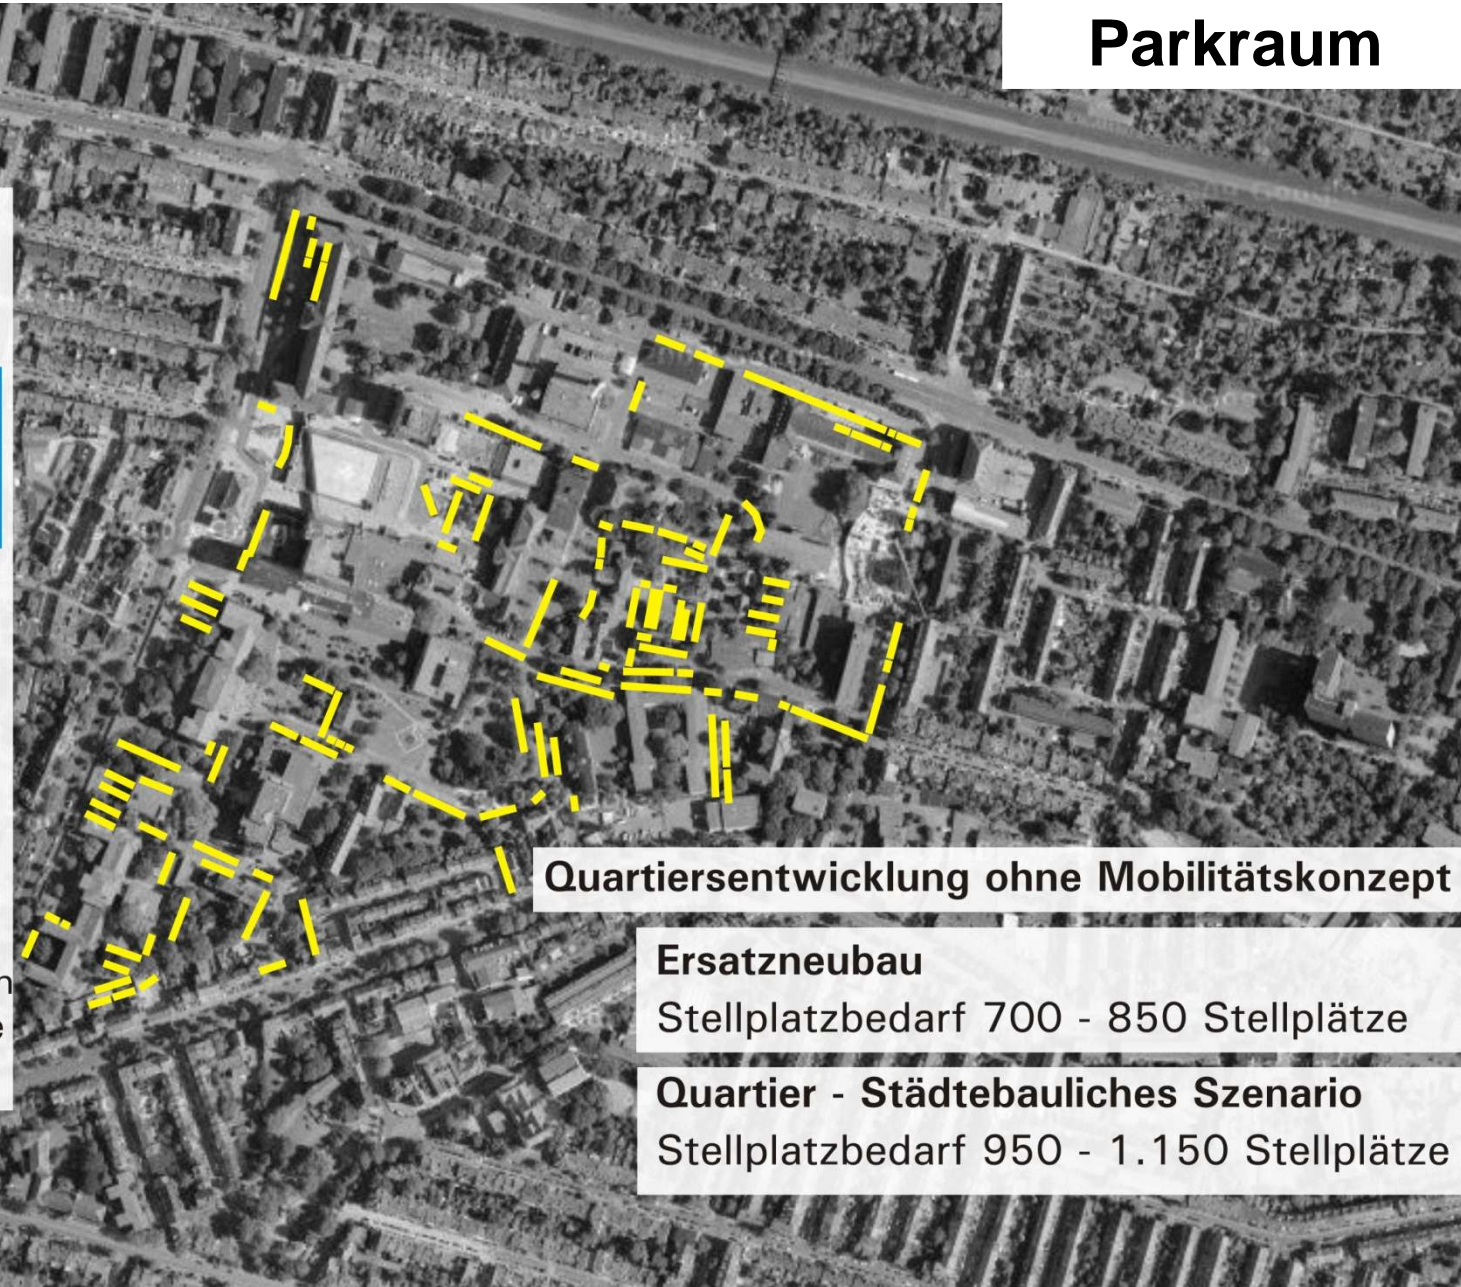 Parkraum
Quartiersentwicklung ohne Mobilitätskonzept
Ersatzneubau
Stellplatzbedarf 700 - 850 Stellplätze
Quartier - Städtebauliches Szenario
Stellplatzbedarf 950 - 1.150 Stellplätze